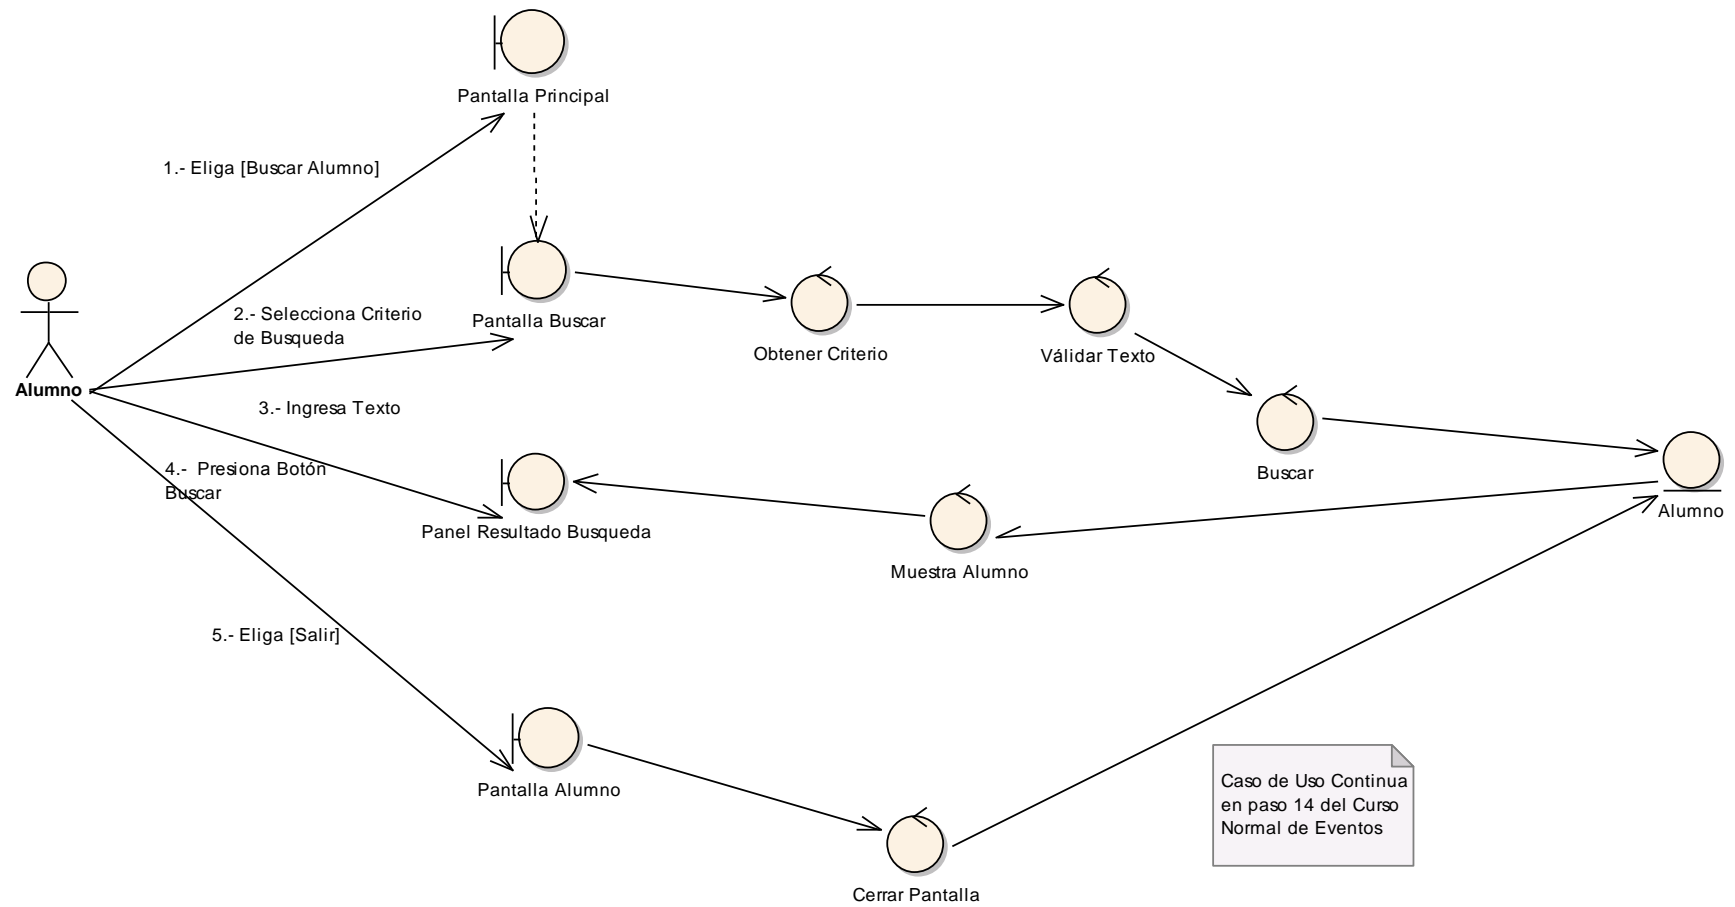 Pantalla Principal
1.- Eliga [Buscar Alumno]
2.- Selecciona Criterio
de Busqueda
Pantalla Buscar
Obtener Criterio
Válidar Texto
Alumno
3.- Ingresa Texto
4.-  Presiona Botón
Buscar
Buscar
Panel Resultado Busqueda
Alumno
Muestra Alumno
5.- Eliga [Salir]
Pantalla Alumno
Caso de Uso Continua
en paso 14 del Curso
Normal de Eventos
Cerrar Pantalla